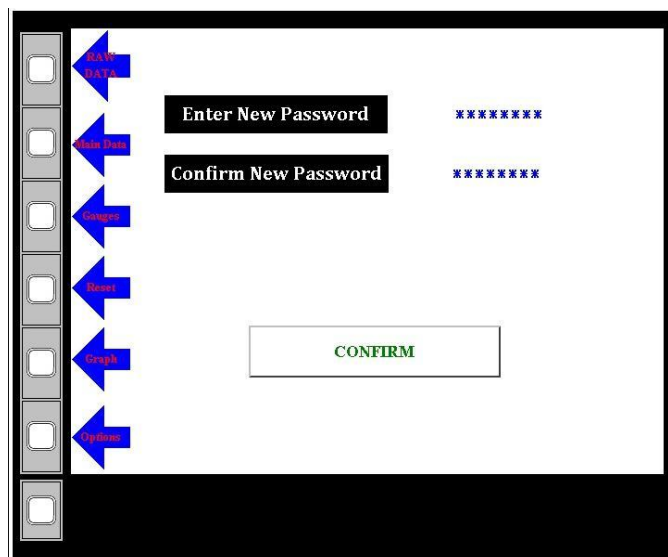 RAW
DATA
Enter New Password ********
Main Data
Confirm New Password ********
Gauges
Reset
CONFIRM
Graph
Options